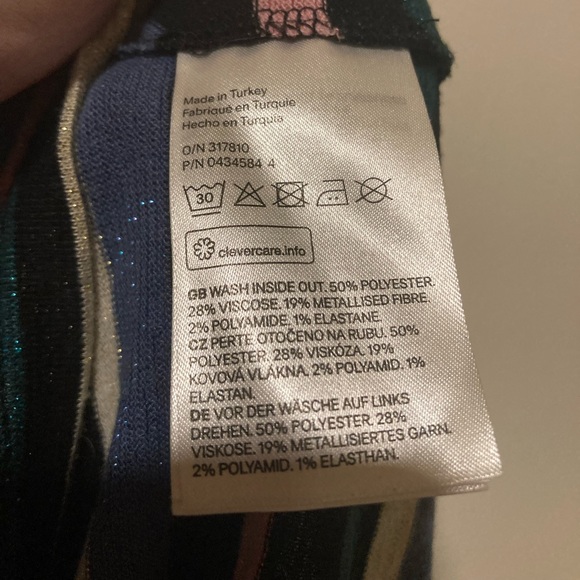 Made in Turkey
Fabriqué en Turquie
Hecho en Turquia
O/N 317810
P/N 0434584 4
30
clevercare.info
GB WASH INSIDE OUT. 50% POLYESTER.
28% VISCOSE. 19% METALLISED FIBRE.
2% POLYAMIDE. 1% ELASTANE.
CZ PERTE OTOČENO NA RUBU. 50%
POLYESTER. 28% VISKÓZA. 19%
KOVOVÁ VLÁKNA. 2% POLYAMID. 1%
ELASTAN.
DE VOR DER WÄSCHE AUF LINKS
DREHEN. 50% POLYESTER. 28%
VISKOSE. 19% METALLISIERTES GARN.
2% POLYAMID. 1% ELASTHAN.